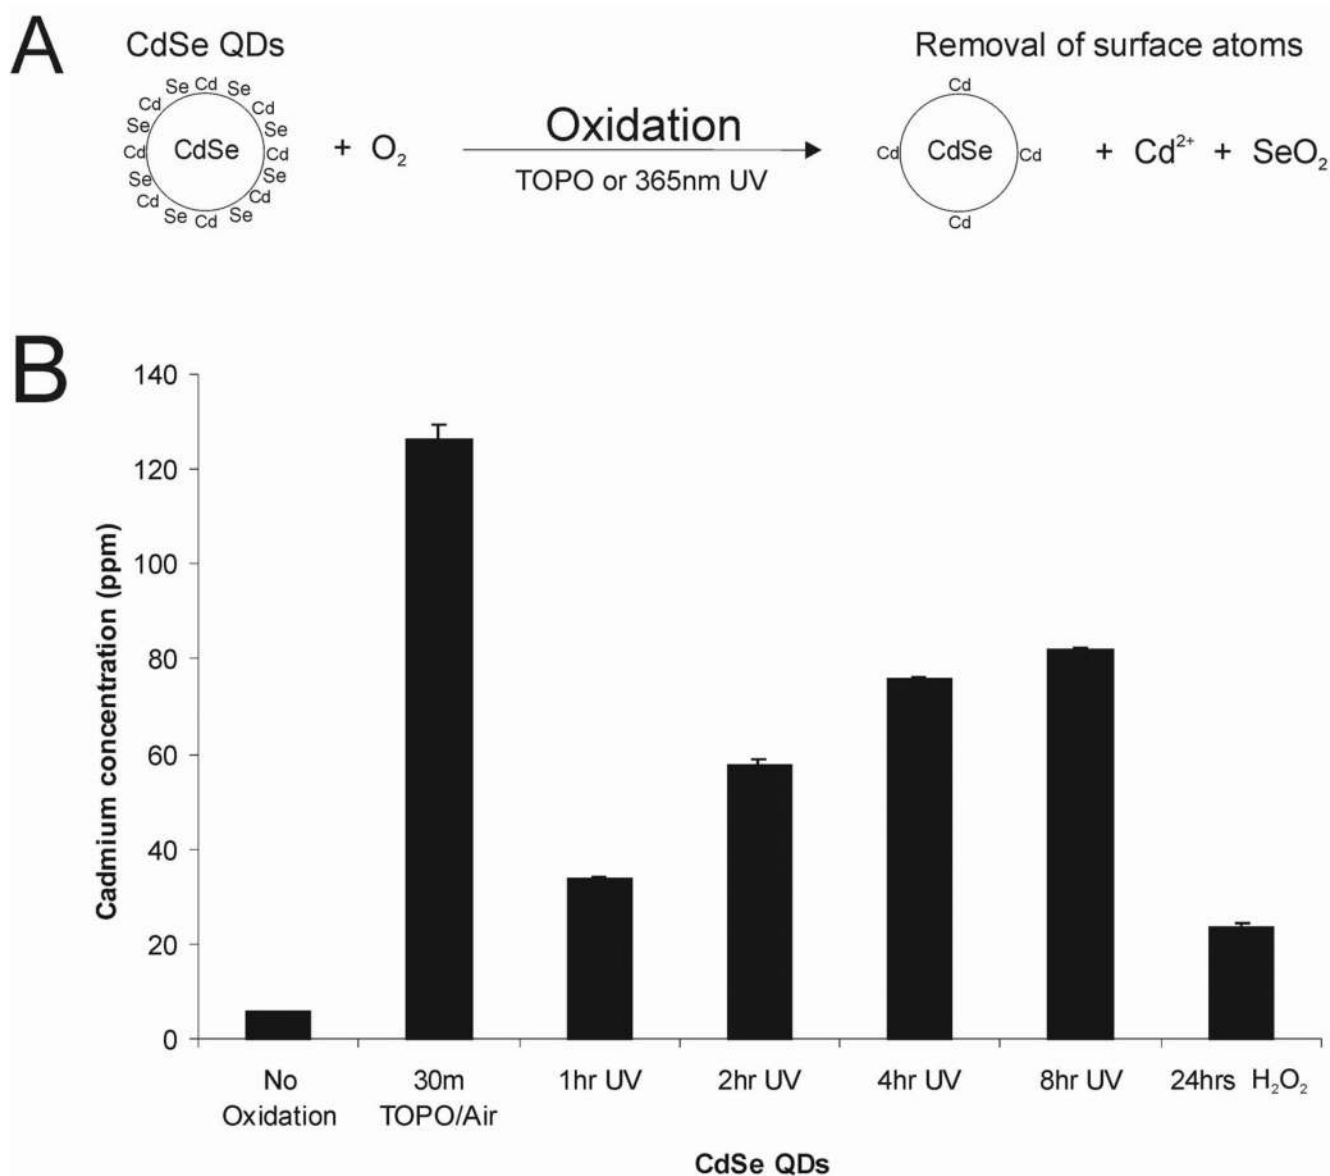 A
CdSe QDs
Removal of surface atoms
Se Cd Se
Cd Cd
Se Se
Cd CdSe Cd
Se Se
Cd Cd
Se Cd Se
+ O₂
Oxidation
TOPO or 365nm UV
Cd
Cd CdSe Cd
Cd
+ Cd²⁺ + SeO₂
B
Cadmium concentration (ppm)
140
120
100
80
60
40
20
0
No Oxidation
30m TOPO/Air
1hr UV
2hr UV
4hr UV
8hr UV
24hrs H₂O₂
CdSe QDs